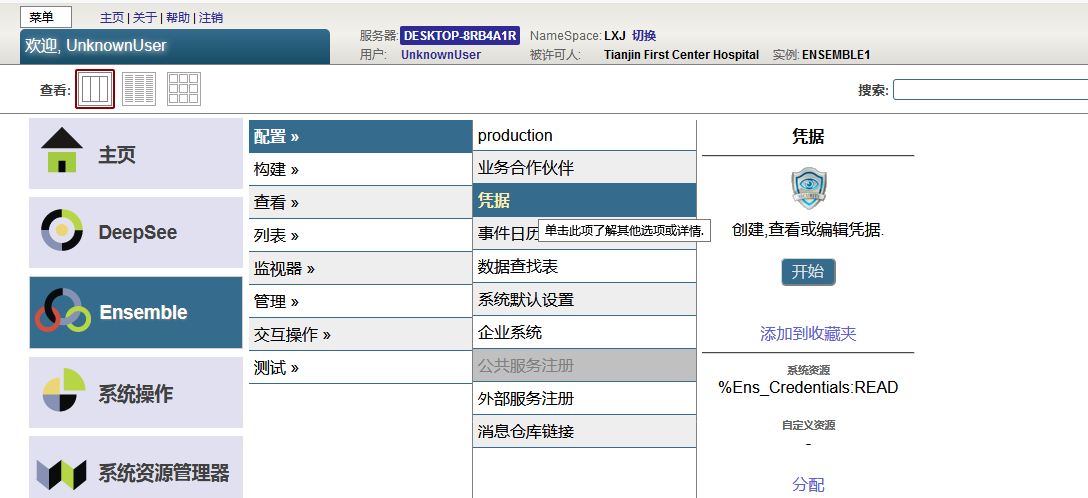 菜单
主页 | 关于 | 帮助 | 注销
欢迎, UnknownUser
服务器: DESKTOP-8RB4A1R NameSpace: LXJ 切换
用户: UnknownUser 被许可人: Tianjin First Center Hospital 实例: ENSEMBLE1
查看:
搜索:
主页
DeepSee
Ensemble
系统操作
系统资源管理器
配置 »
构建 »
查看 »
列表 »
监视器 »
管理 »
交互操作 »
测试 »
production
业务合作伙伴
凭据
事件日历
单击此项了解其他选项或详情.
数据查找表
系统默认设置
企业系统
公共服务注册
外部服务注册
消息仓库链接
凭据
创建,查看或编辑凭据.
开始
添加到收藏夹
系统资源
%Ens_Credentials:READ
自定义资源
-
分配